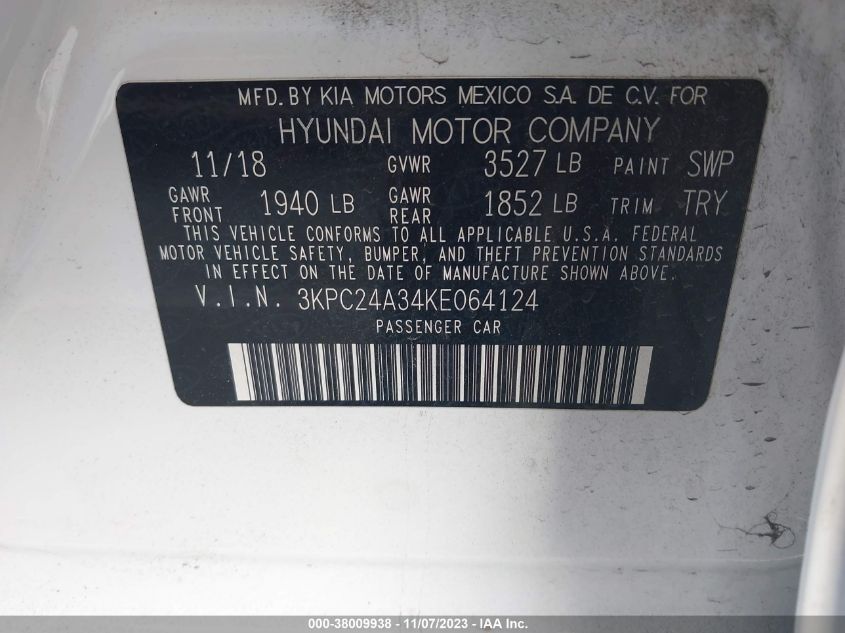 MFD. BY KIA MOTORS MEXICO S.A. DE C.V. FOR
HYUNDAI MOTOR COMPANY
11/18 GVWR 3527 LB PAINT SWP
GAWR FRONT 1940 LB GAWR REAR 1852 LB TRIM TRY
THIS VEHICLE CONFORMS TO ALL APPLICABLE U.S.A. FEDERAL
MOTOR VEHICLE SAFETY, BUMPER, AND THEFT PREVENTION STANDARDS
IN EFFECT ON THE DATE OF MANUFACTURE SHOWN ABOVE.
V.I.N. 3KPC24A34KE064124
PASSENGER CAR
000-38009938 - 11/07/2023 - IAA Inc.